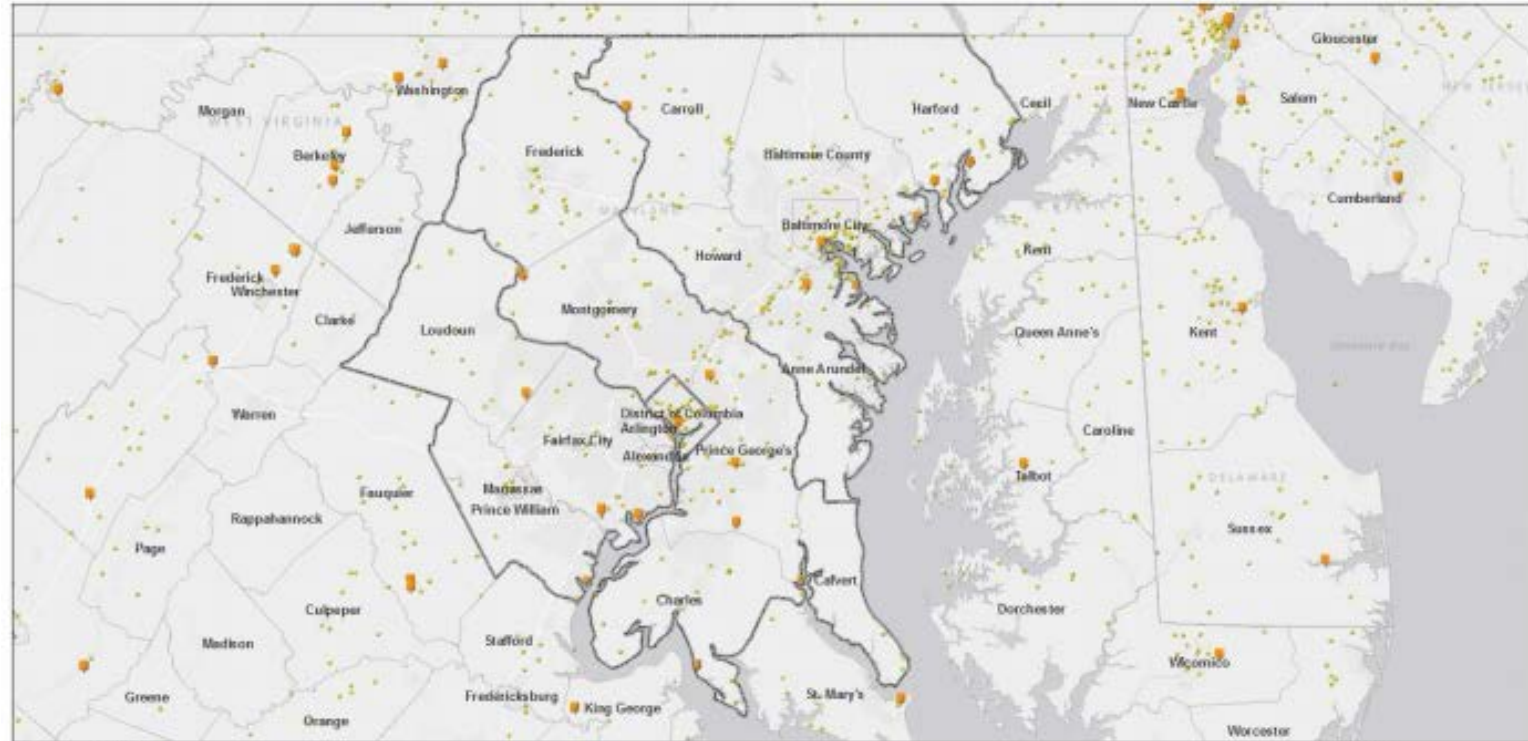 Gloucester
Washington
NEW JERSEY
Morgan
Carroll
Harford
Cecil
New Castle
Salem
WEST VIRGINIA
Berkeley
Frederick
Baltimore County
Cumberland
MARYLAND
Jefferson
Baltimore City
Howard
Kent
Frederick
Winchester
Clarke
Loudoun
Montgomery
Queen Anne's
Kent
Anne Arundel
Warren
District of Columbia
Arlington
Caroline
Fairfax City
Alexandria
Prince George's
Talbot
DELAWARE
Manassas
Fauquier
Prince William
Rappahannock
Sussex
Page
Calvert
Charles
Culpeper
Dorchester
Stafford
Madison
Wicomico
Greene
Fredericksburg
King George
St. Mary's
Orange
Worcester